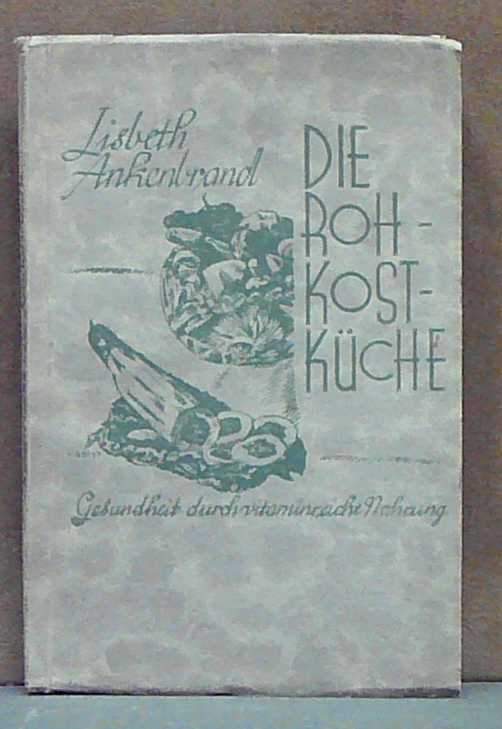 Lisbeth
Ankenbrand
DIE
ROH-
KOST-
KÜCHE
Gesundheit durch vitaminreiche Nahrung